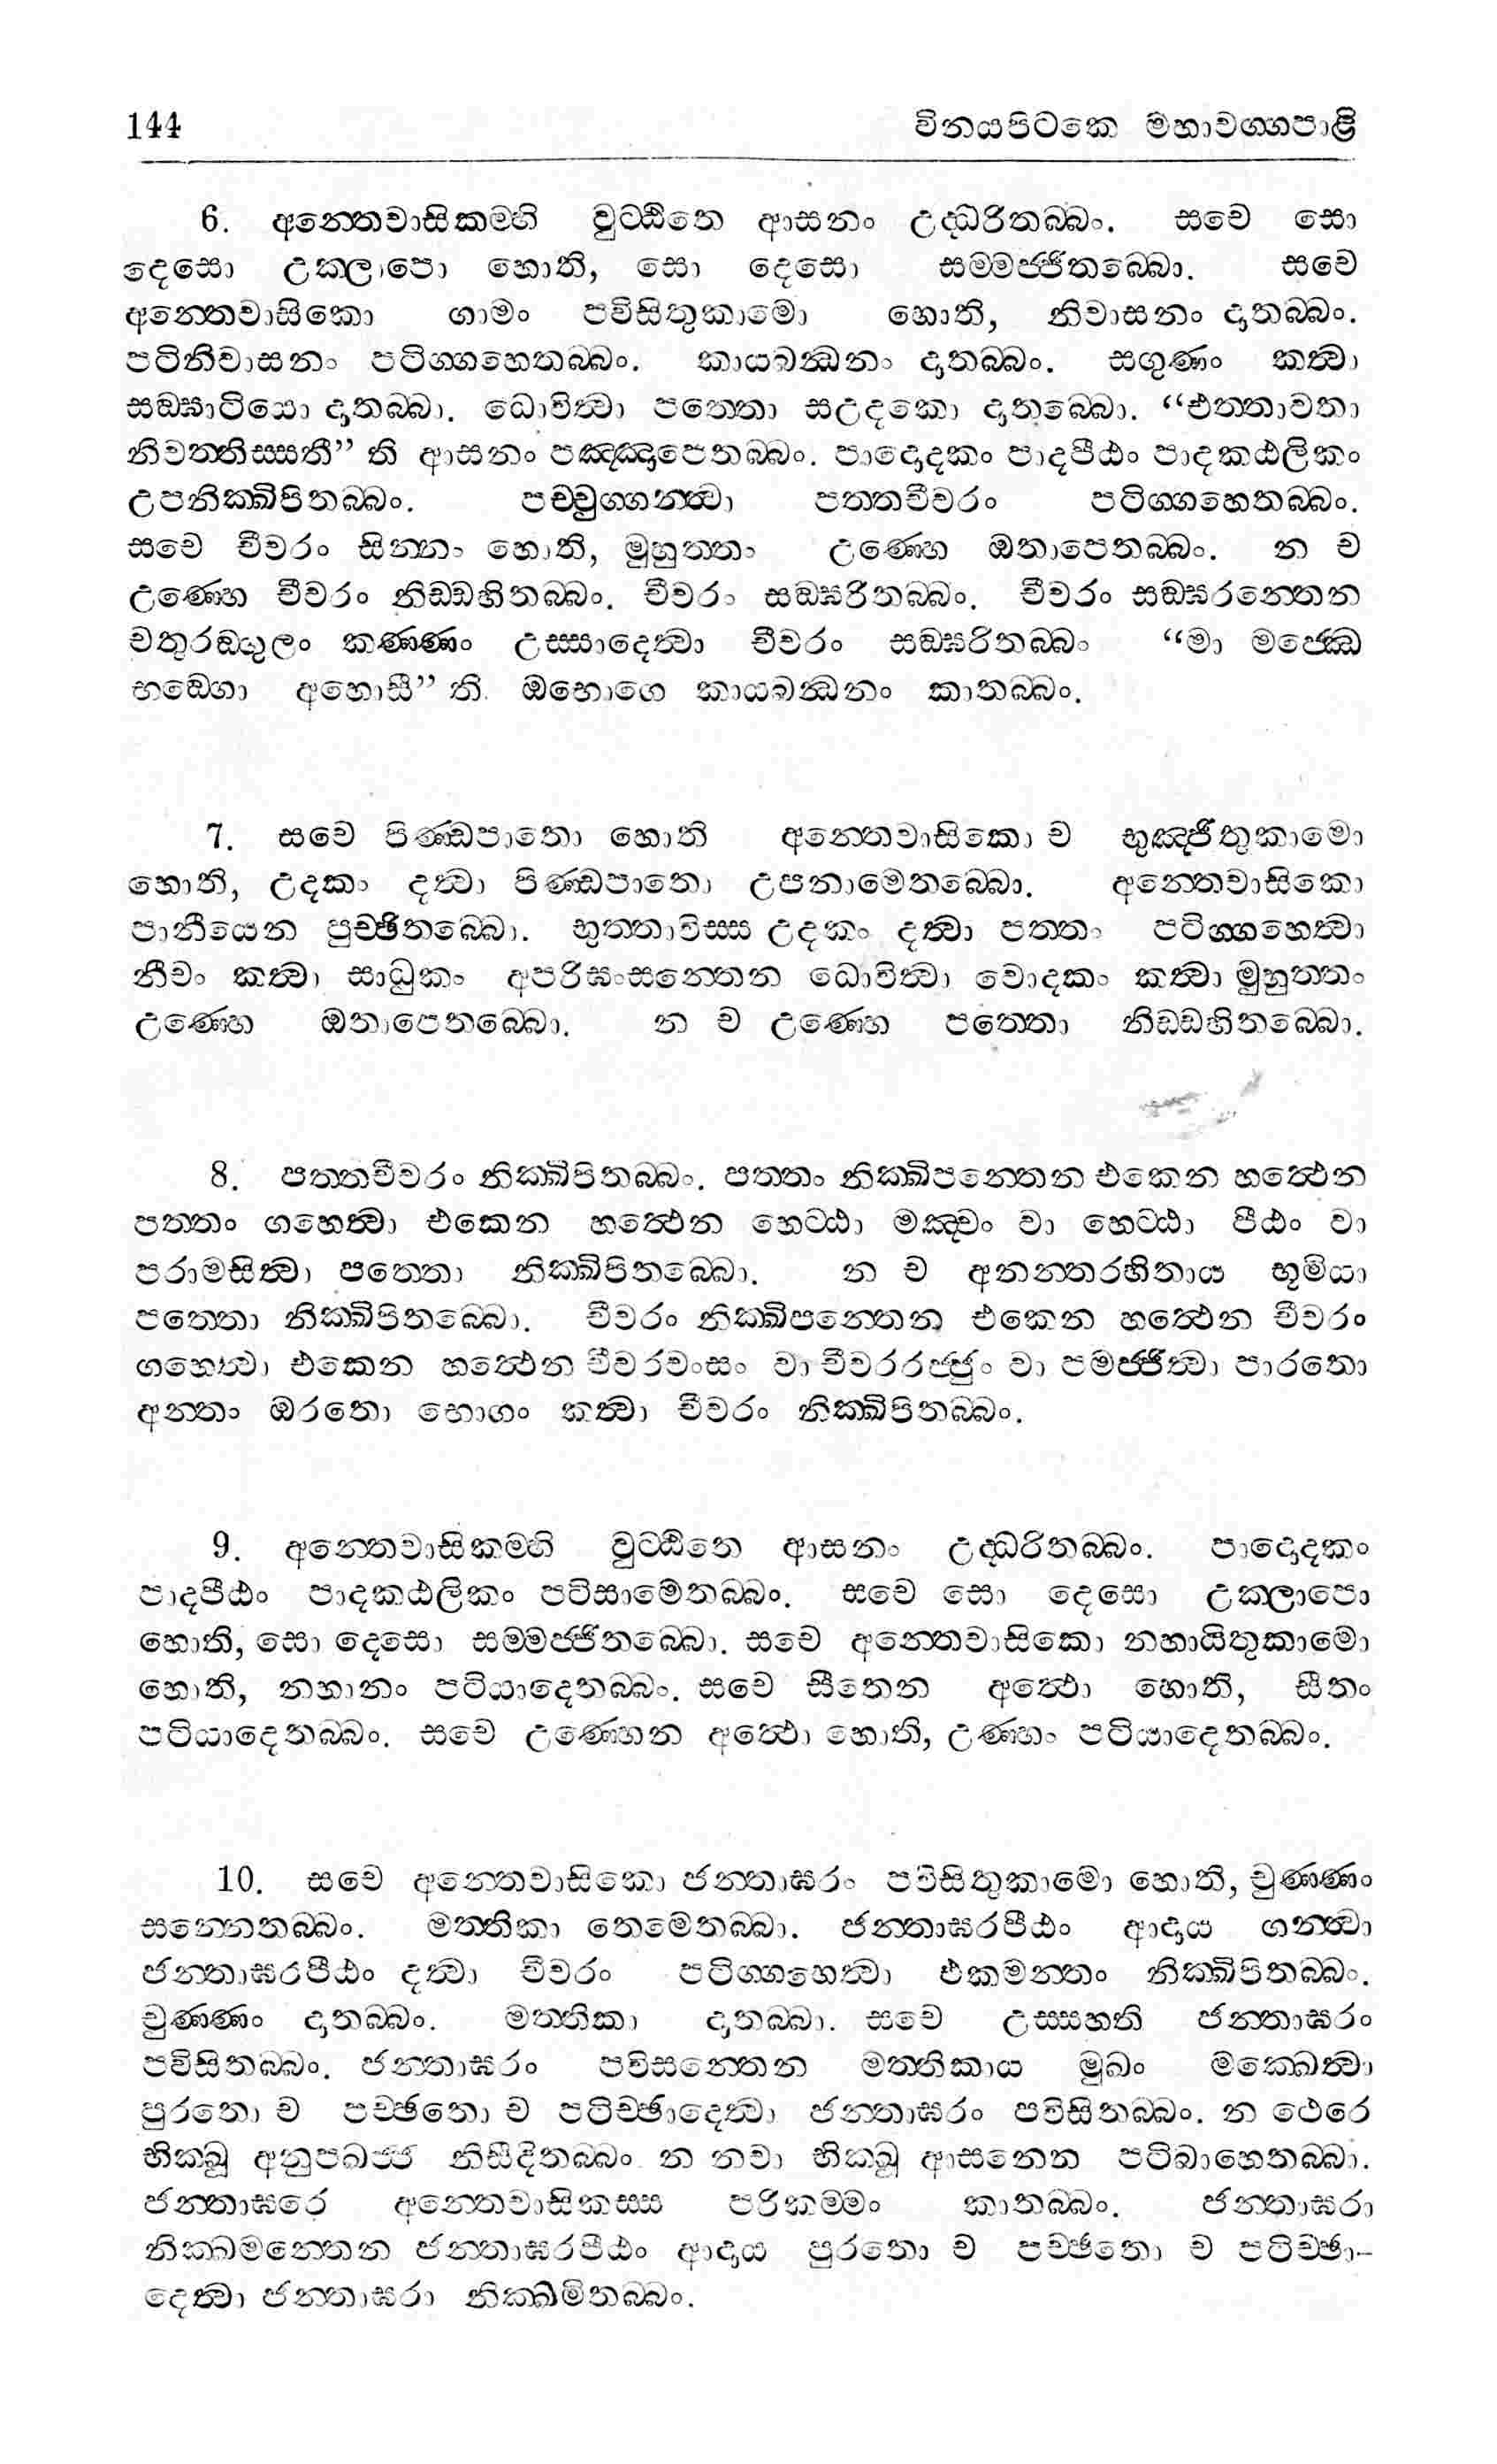 144 විනයපිටකෙ මහාවග්ගපාළි
6. අන්තෙවාසිකම්හි වුට්ඨිතෙ ආසනං උද්ධරිතබ්බං. සචෙ සො
දෙසො උක්ලාපො හොති, සො දෙසො සම්මජ්ජිතබ්බො. සචෙ
අන්තෙවාසිකො ගාමං පවිසිතුකාමො හොති, නිවාසනං දාතබ්බං.
පටිනිවාසනං පටිග්ගහෙතබ්බං. කායබන්ධනං දාතබ්බං. සගුණං කත්වා
සඞ්ඝාටියො දාතබ්බා. ධොවිත්වා පත්තො සඋදකො දාතබ්බො. “එත්තාවතා
නිවත්තිස්සතී” ති ආසනං පඤ්ඤාපෙතබ්බං. පාදොදකං පාදපීඨං පාදකඨලිකං
උපනික්ඛිපිතබ්බං. පච්චුග්ගන්ත්වා පත්තචීවරං පටිග්ගහෙතබ්බං.
සචෙ චීවරං සින්නං හොති, මුහුත්තං උණ්හෙ ඔතාපෙතබ්බං. න ච
උණ්හෙ චීවරං නිඩ්ඩහිතබ්බං. චීවරං සඞ්ඝරිතබ්බං. චීවරං සඞ්ඝරන්තෙන
චතුරඞ්ගුලං කණ්ණං උස්සාදෙත්වා චීවරං සඞ්ඝරිතබ්බං “මා මජ්ඣෙ
භඞ්ගො අහොසී” ති. ඔභොගෙ කායබන්ධනං කාතබ්බං.
7. සචෙ පිණ්ඩපාතො හොති අන්තෙවාසිකො ච භුඤ්ජිතුකාමො
හොති, උදකං දත්වා පිණ්ඩපාතො උපනාමෙතබ්බො. අන්තෙවාසිකො
පානීයෙන පුච්ඡිතබ්බො. භුත්තාවිස්ස උදකං දත්වා පත්තං පටිග්ගහෙත්වා
නීචං කත්වා සාධුකං අපරිඝංසන්තෙන ධොවිත්වා වොදකං කත්වා මුහුත්තං
උණ්හෙ ඔතාපෙතබ්බො. න ච උණ්හෙ පත්තො නිඩ්ඩහිතබ්බො.
8. පත්තචීවරං නික්ඛිපිතබ්බං. පත්තං නික්ඛිපන්තෙන එකෙන හත්ථෙන
පත්තං ගහෙත්වා එකෙන හත්ථෙන හෙට්ඨා මඤ්චං වා හෙට්ඨා පීඨං වා
පරාමසිත්වා පත්තො නික්ඛිපිතබ්බො. න ච අනන්තරහිතාය භූමියා
පත්තො නික්ඛිපිතබ්බො. චීවරං නික්ඛිපන්තෙන එකෙන හත්ථෙන චීවරං
ගහෙත්වා එකෙන හත්ථෙන චීවරවංසං වා චීවරරජ්ජුං වා පමජ්ජිත්වා පාරතො
අන්තං ඔරතො භොගං කත්වා චීවරං නික්ඛිපිතබ්බං.
9. අන්තෙවාසිකම්හි වුට්ඨිතෙ ආසනං උද්ධරිතබ්බං. පාදොදකං
පාදපීඨං පාදකඨලිකං පටිසාමෙතබ්බං. සචෙ සො දෙසො උක්ලාපො
හොති, සො දෙසො සම්මජ්ජිතබ්බො. සචෙ අන්තෙවාසිකො නහායිතුකාමො
හොති, නහානං පටියාදෙතබ්බං. සචෙ සීතෙන අත්ථො හොති, සීතං
පටියාදෙතබ්බං. සචෙ උණ්හෙන අත්ථො හොති, උණ්හං පටියාදෙතබ්බං.
10. සචෙ අන්තෙවාසිකො ජන්තාඝරං පවිසිතුකාමො හොති, චුණ්ණං
සන්නෙතබ්බං. මත්තිකා තෙමෙතබ්බා. ජන්තාඝරපීඨං ආදාය ගන්ත්වා
ජන්තාඝරපීඨං දත්වා චීවරං පටිග්ගහෙත්වා එකමන්තං නික්ඛිපිතබ්බං.
චුණ්ණං දාතබ්බං. මත්තිකා දාතබ්බා. සචෙ උස්සහති ජන්තාඝරං
පවිසිතබ්බං. ජන්තාඝරං පවිසන්තෙන මත්තිකාය මුඛං මක්ඛෙත්වා
පුරතො ච පච්ඡතො ච පටිච්ඡාදෙත්වා ජන්තාඝරං පවිසිතබ්බං. න ථෙරෙ
භික්ඛූ අනුපඛජ්ජ නිසීදිතබ්බං න නවා භික්ඛූ ආසනෙන පටිබාහෙතබ්බා.
ජන්තාඝරෙ අන්තෙවාසිකස්ස පරිකම්මං කාතබ්බං. ජන්තාඝරා
නික්ඛමන්තෙන ජන්තාඝරපීඨං ආදාය පුරතො ච පච්ඡතො ච පටිච්ඡා-
දෙත්වා ජන්තාඝරා නික්ඛමිතබ්බං.